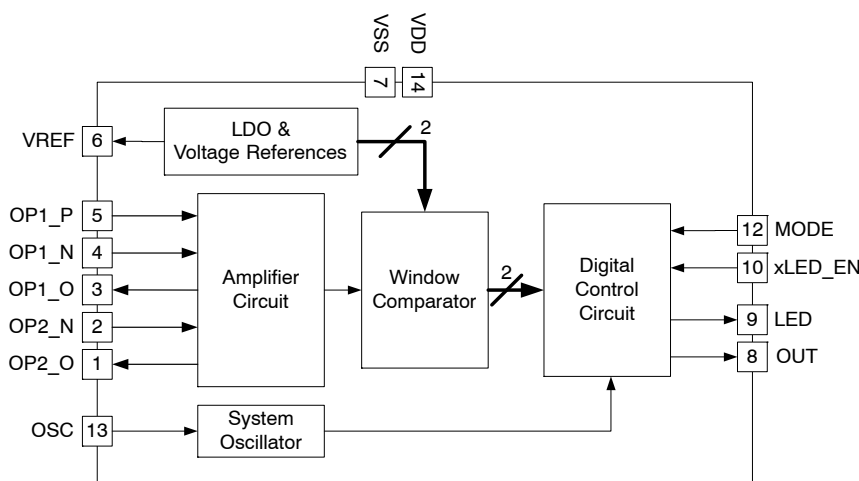 VSS
VDD
7
14
VREF
6
LDO &
Voltage References
2
OP1_P
5
OP1_N
4
OP1_O
3
OP2_N
2
OP2_O
1
Amplifier
Circuit
Window
Comparator
2
Digital
Control
Circuit
12
MODE
10
xLED_EN
9
LED
8
OUT
OSC
13
System
Oscillator